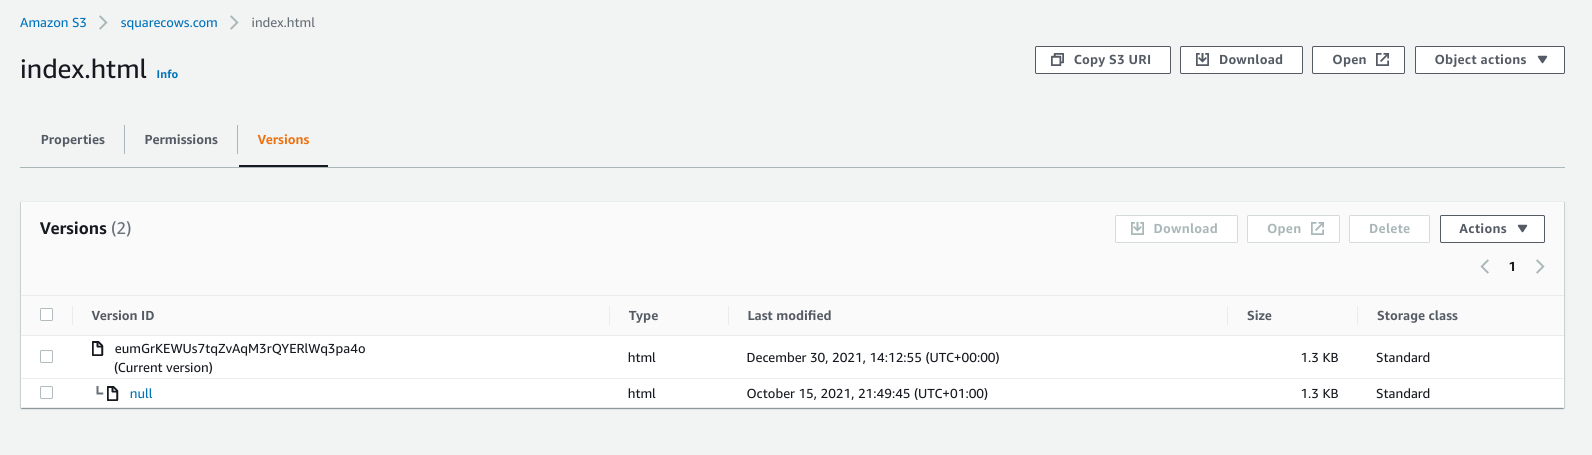 Amazon S3 > squarecows.com > index.html
index.html Info
Copy S3 URI Download Open Object actions ▼
Properties Permissions Versions
Versions (2)
Download Open Delete Actions ▼
< 1 >
Version ID Type Last modified Size Storage class
eumGrKEWUs7tqZvAqM3rQYERlWq3pa4o
(Current version) html December 30, 2021, 14:12:55 (UTC+00:00) 1.3 KB Standard
null html October 15, 2021, 21:49:45 (UTC+01:00) 1.3 KB Standard